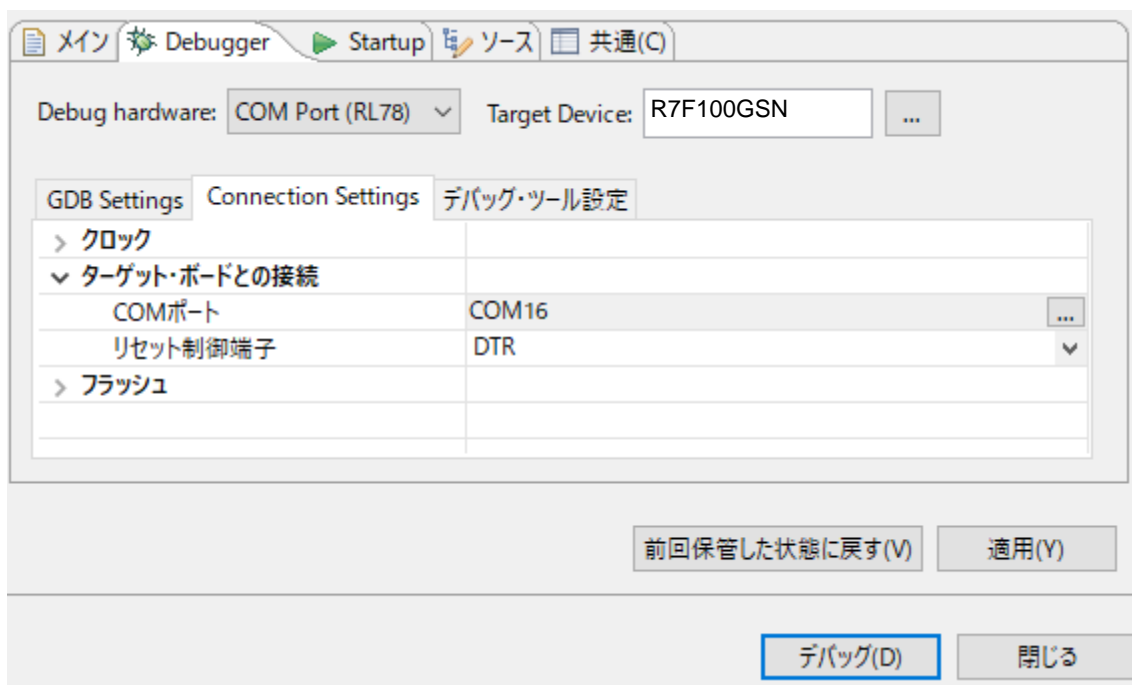 メイン Debugger Startup ソース 共通(C)
Debug hardware: COM Port (RL78) Target Device: R7F100GSN ...
GDB Settings Connection Settings デバッグ・ツール設定
クロック
ターゲット・ボードとの接続
COMポート COM16 ...
リセット制御端子 DTR
フラッシュ
前回保管した状態に戻す(V) 適用(Y)
デバッグ(D) 閉じる